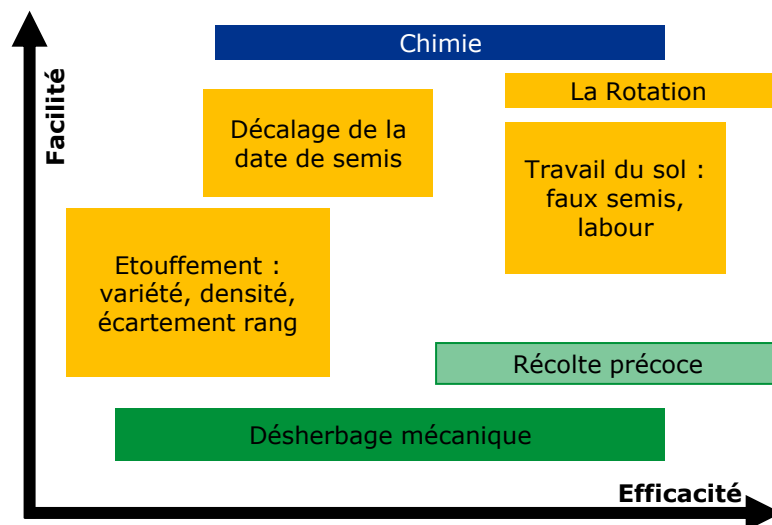 Chimie
Facilité
La Rotation
Décalage de la
date de semis
Travail du sol :
faux semis,
labour
Etouffement :
variété, densité,
écartement rang
Récolte précoce
Désherbage mécanique
Efficacité